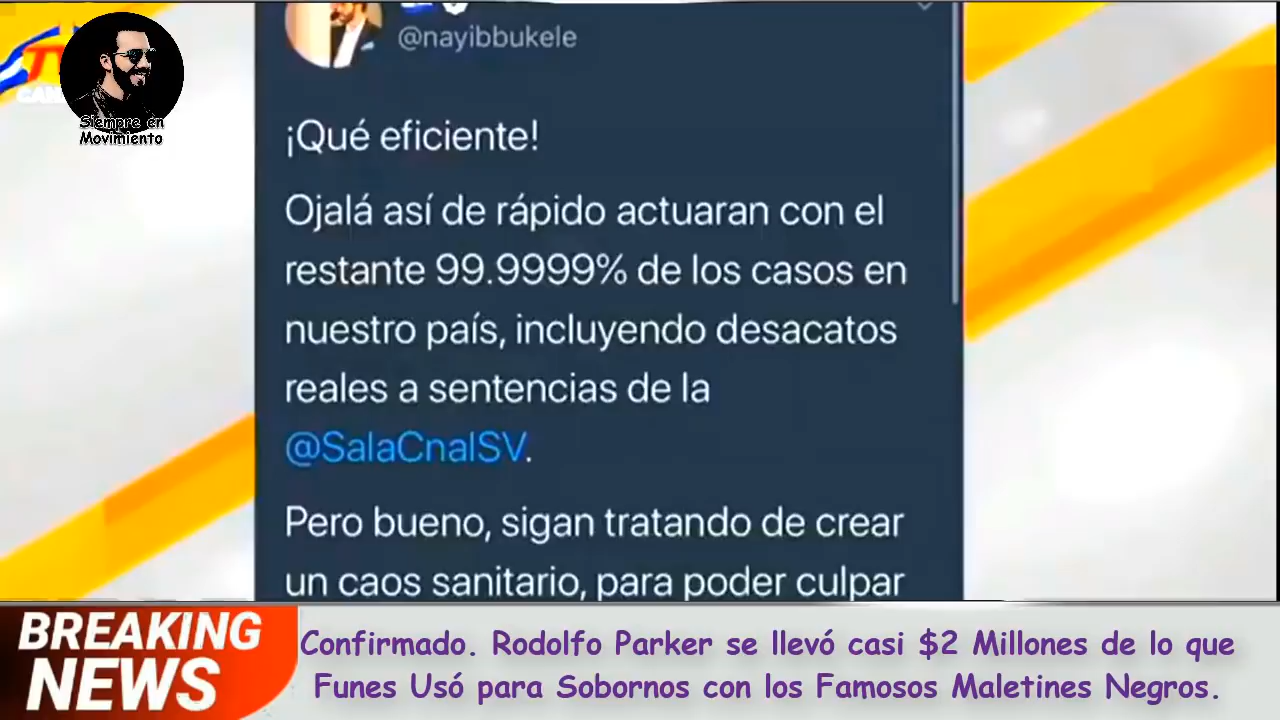 @nayibbukele
¡Qué eficiente!
Ojalá así de rápido actuaran con el
restante 99.9999% de los casos en
nuestro país, incluyendo desacatos
reales a sentencias de la
@SalaCnalSV.
Pero bueno, sigan tratando de crear
un caos sanitario, para poder culpar
Siempre en
Movimiento
BREAKING
NEWS
Confirmado. Rodolfo Parker se llevó casi $2 Millones de lo que
Funes Usó para Sobornos con los Famosos Maletines Negros.